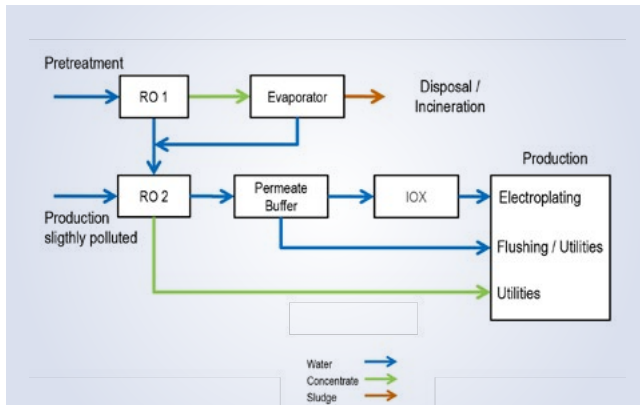 Pretreatment
RO 1
Evaporator
Disposal /
Incineration
Production
RO 2
Permeate
Buffer
IOX
Electroplating
Production
sligthly polluted
Flushing / Utilities
Utilities
Water
Concentrate
Sludge